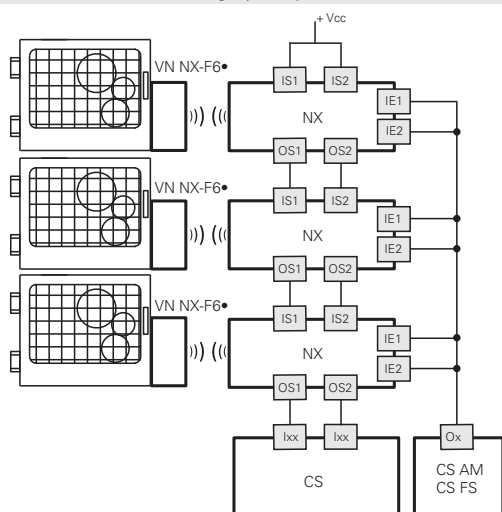 + Vcc
VN NX-F6•
IS1 IS2
IE1
NX
IE2
OS1 OS2
VN NX-F6•
IS1 IS2
IE1
NX
IE2
OS1 OS2
VN NX-F6•
IS1 IS2
IE1
NX
IE2
OS1 OS2
Ixx Ixx Ox
CS
CS AM
CS FS